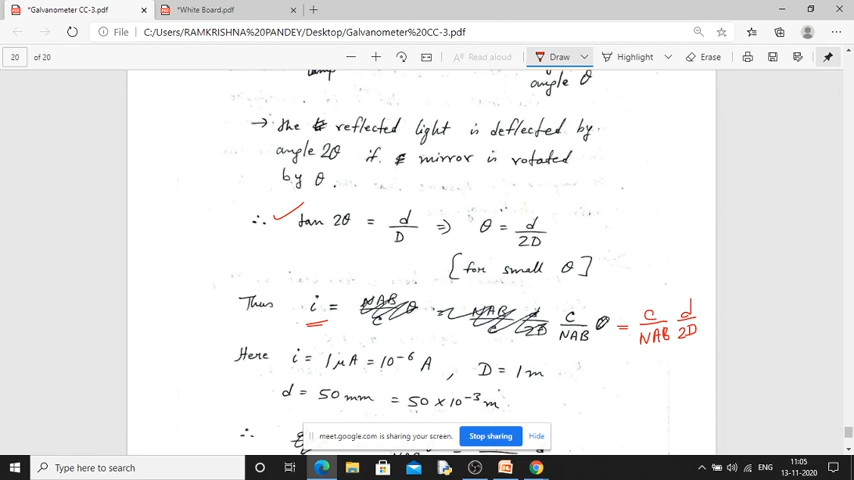 *Galvanometer CC-3.pdf
*White Board.pdf
C:/Users/RAMKRISHNA%20PANDEY/Desktop/Galvanometer%20CC-3.pdf
20 of 20
Read aloud
Draw
Highlight
Erase
angle θ
→ The reflected light is deflected by
angle 2θ if mirror is rotated
by θ.
∴ tan 2θ = d/D ⇒ θ = d/2D
[for small θ]
Thus i = C/NAB θ = C/NAB d/2D
Here i = 1 μA = 10⁻⁶ A , D = 1m
d = 50 mm = 50 × 10⁻³ m
∴
meet.google.com is sharing your screen.
Stop sharing
Hide
Type here to search
ENG
11:05
13-11-2020